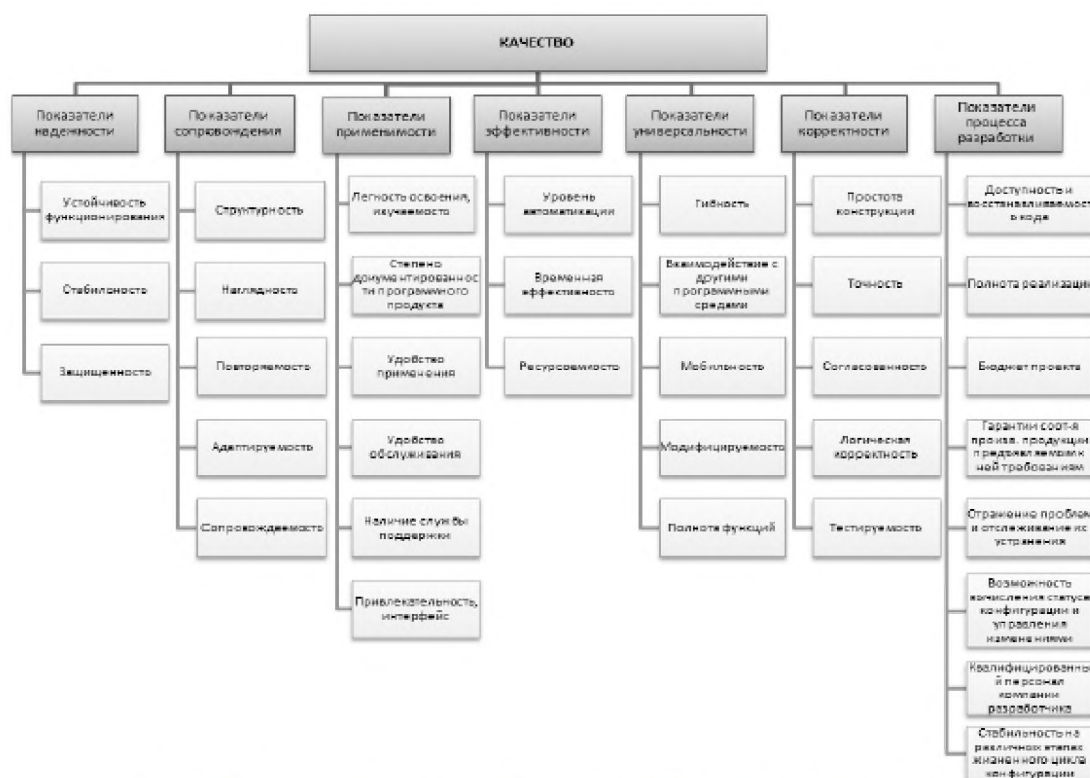 КАЧЕСТВО
Показатели
надежности
Устойчивость
функционирования
Стабильность
Защищенность
Показатели
сопровождения
Структурность
Наглядность
Повторяемость
Адаптируемость
Сопровождаемость
Показатели
применимости
Легкость освоения,
изучаемость
Степень
документированнос
ти программного
продукта
Удобство
применения
Удобство
обслуживания
Наличие службы
поддержки
Привлекательность,
интерфейс
Показатели
эффективности
Уровень
автоматизации
Временная
эффективность
Ресурсоемкость
Показатели
универсальности
Гибкость
Взаимодействие с
другими
программными
средами
Мобильность
Модифицируемость
Полнота функций
Показатели
корректности
Простота
конструкции
Точность
Согласованность
Логическая
корректность
Тестируемость
Показатели
процесса
разработки
Доступность и
восстанавливаемост
ь кода
Полнота реализации
Бюджет проекта
Гарантии соот-я
произв. продукции
предъявляемым к
ней требованиям
Отражение проблем
и отслеживание их
устранения
Возможность
вычисления статуса
конфигурации и
управления
изменениями
Квалифицированны
й персонал
компании
разработчика
Стабильность на
различных этапах
жизненного цикла
конфигурации